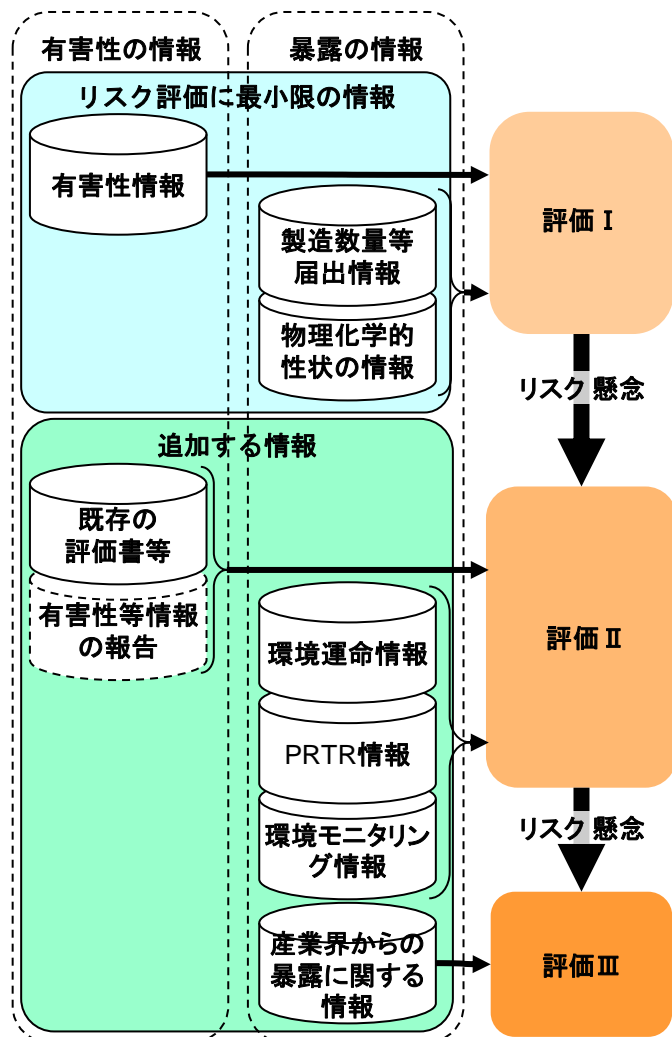 有害性の情報
暴露の情報
リスク評価に最小限の情報
有害性情報
製造数量等
届出情報
物理化学的
性状の情報
評価Ⅰ
リスク 懸念
追加する情報
既存の
評価書等
有害性等情報
の報告
環境運命情報
PRTR情報
環境モニタリン
グ情報
評価Ⅱ
リスク 懸念
産業界からの
暴露に関する
情報
評価Ⅲ